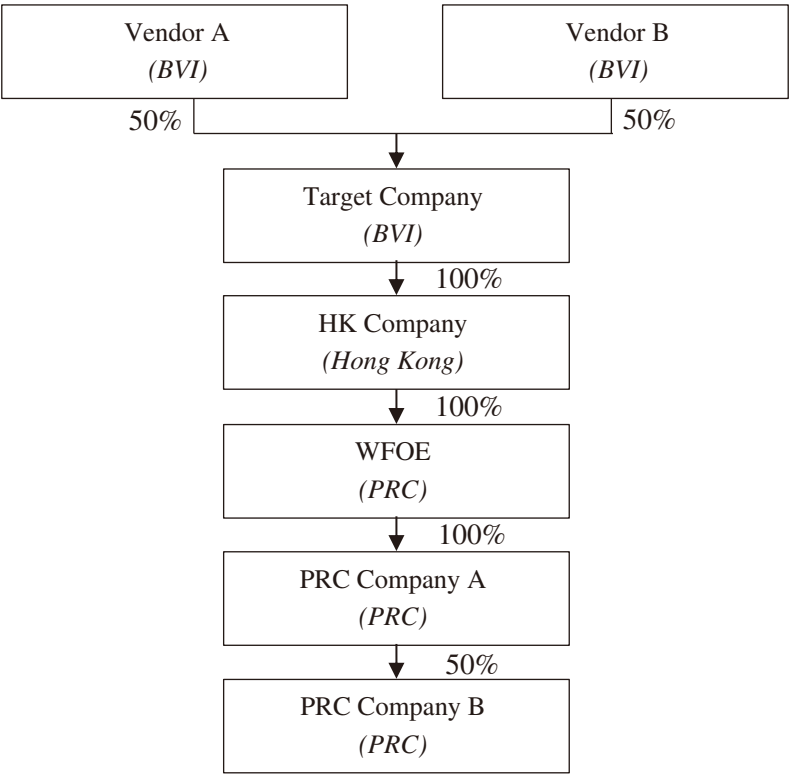 Vendor A
(BVI)
Vendor B
(BVI)
50%
50%
Target Company
(BVI)
100%
HK Company
(Hong Kong)
100%
WFOE
(PRC)
100%
PRC Company A
(PRC)
50%
PRC Company B
(PRC)